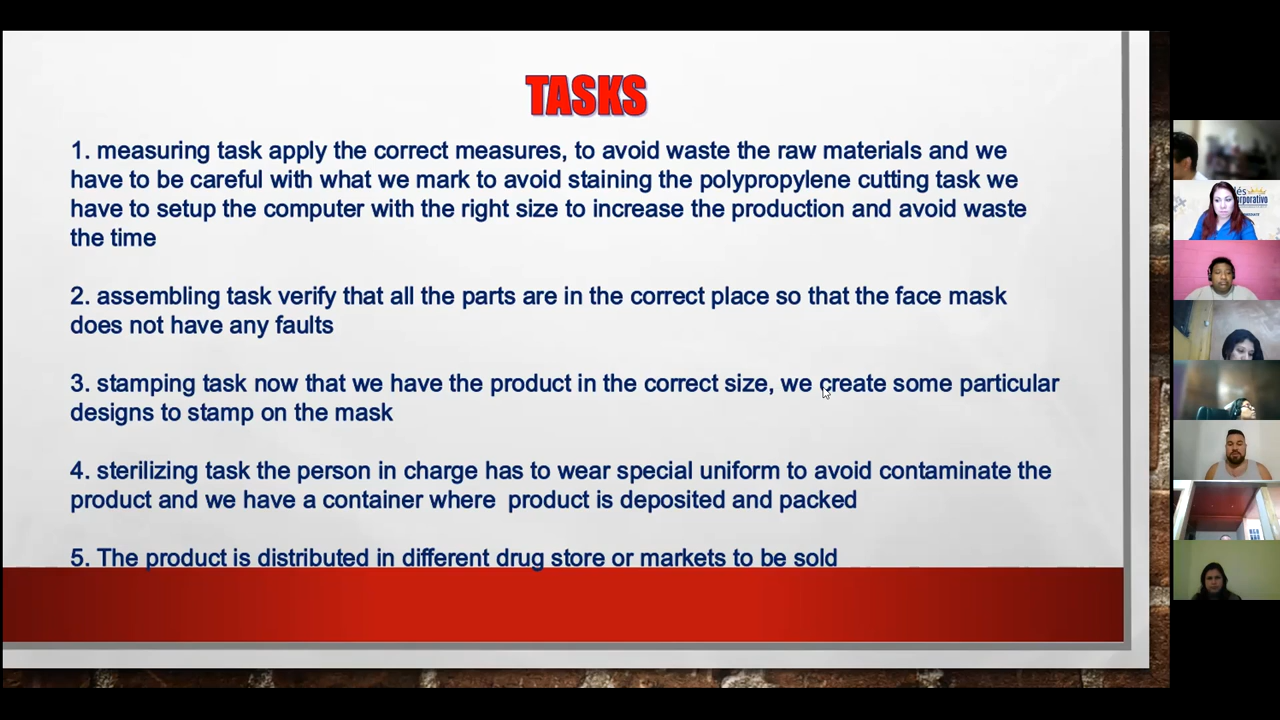 TASKS
1. measuring task apply the correct measures, to avoid waste the raw materials and we
have to be careful with what we mark to avoid staining the polypropylene cutting task we
have to setup the computer with the right size to increase the production and avoid waste
the time
2. assembling task verify that all the parts are in the correct place so that the face mask
does not have any faults
3. stamping task now that we have the product in the correct size, we create some particular
designs to stamp on the mask
4. sterilizing task the person in charge has to wear special uniform to avoid contaminate the
product and we have a container where  product is deposited and packed
5. The product is distributed in different drug store or markets to be sold